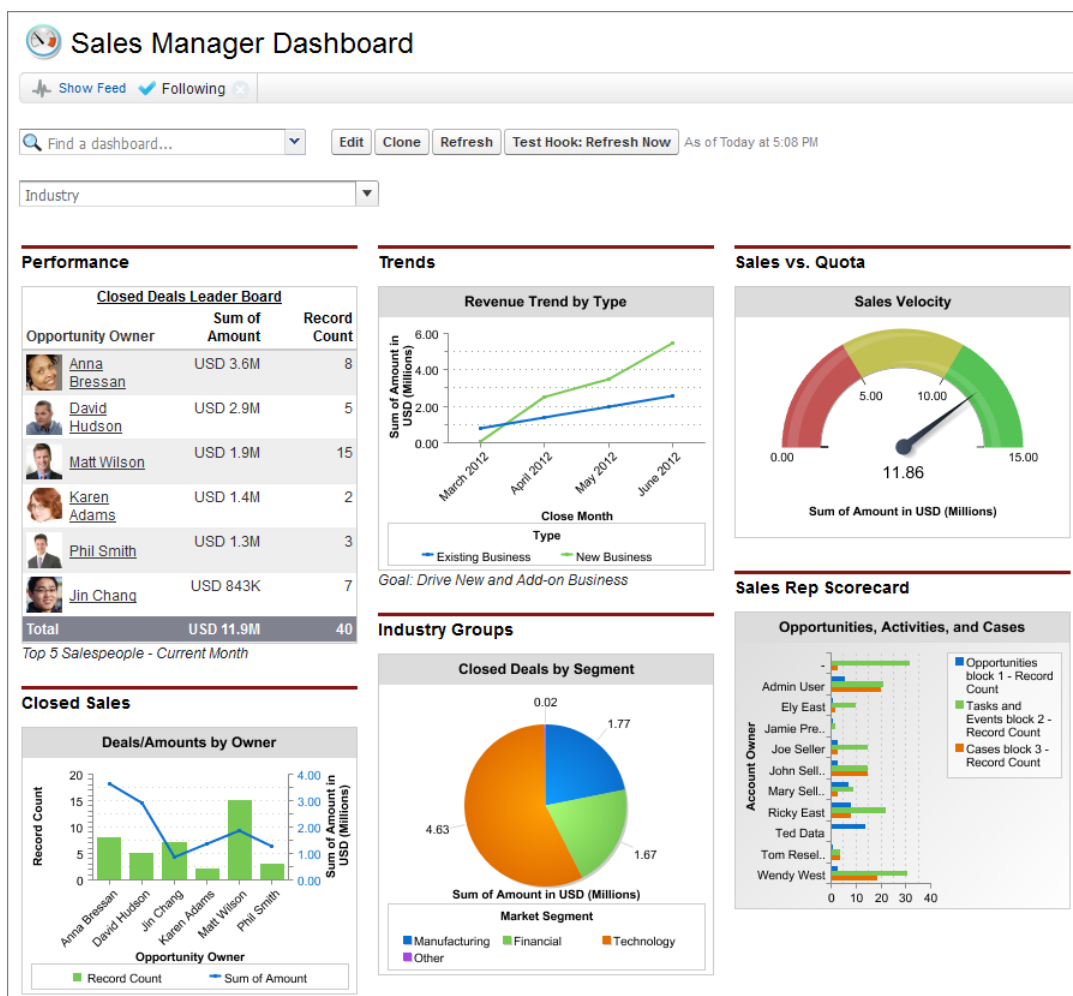 Sales Manager Dashboard
Show Feed Following
Find a dashboard...
Edit Clone Refresh Test Hook: Refresh Now As of Today at 5:08 PM
Industry
Performance
Closed Deals Leader Board
Opportunity Owner Sum of Amount Record Count
Anna Bressan USD 3.6M 8
David Hudson USD 2.9M 5
Matt Wilson USD 1.9M 15
Karen Adams USD 1.4M 2
Phil Smith USD 1.3M 3
Jin Chang USD 843K 7
Total USD 11.9M 40
Top 5 Salespeople - Current Month
Closed Sales
Deals/Amounts by Owner
Record Count
20
15
10
5
0
4.00
3.00
2.00
1.00
0.00
Sum of Amount in
USD (Millions)
Anna Bressan
David Hudson
Jin Chang
Karen Adams
Matt Wilson
Phil Smith
Opportunity Owner
Record Count Sum of Amount
Trends
Revenue Trend by Type
Sum of Amount in
USD (Millions)
6.00
4.00
2.00
0.00
March 2012
April 2012
May 2012
June 2012
Close Month
Type
Existing Business New Business
Goal: Drive New and Add-on Business
Industry Groups
Closed Deals by Segment
0.02
1.77
4.63
1.67
Sum of Amount in USD (Millions)
Market Segment
Manufacturing Financial Technology
Other
Sales vs. Quota
Sales Velocity
5.00 10.00
0.00 15.00
11.86
Sum of Amount in USD (Millions)
Sales Rep Scorecard
Opportunities, Activities, and Cases
Account Owner
-
Admin User
Ely East
Jamie Pre..
Joe Seller
John Sell..
Mary Sell..
Ricky East
Ted Data
Tom Resel..
Wendy West
0 10 20 30 40
Opportunities
block 1 - Record
Count
Tasks and
Events block 2 -
Record Count
Cases block 3 -
Record Count